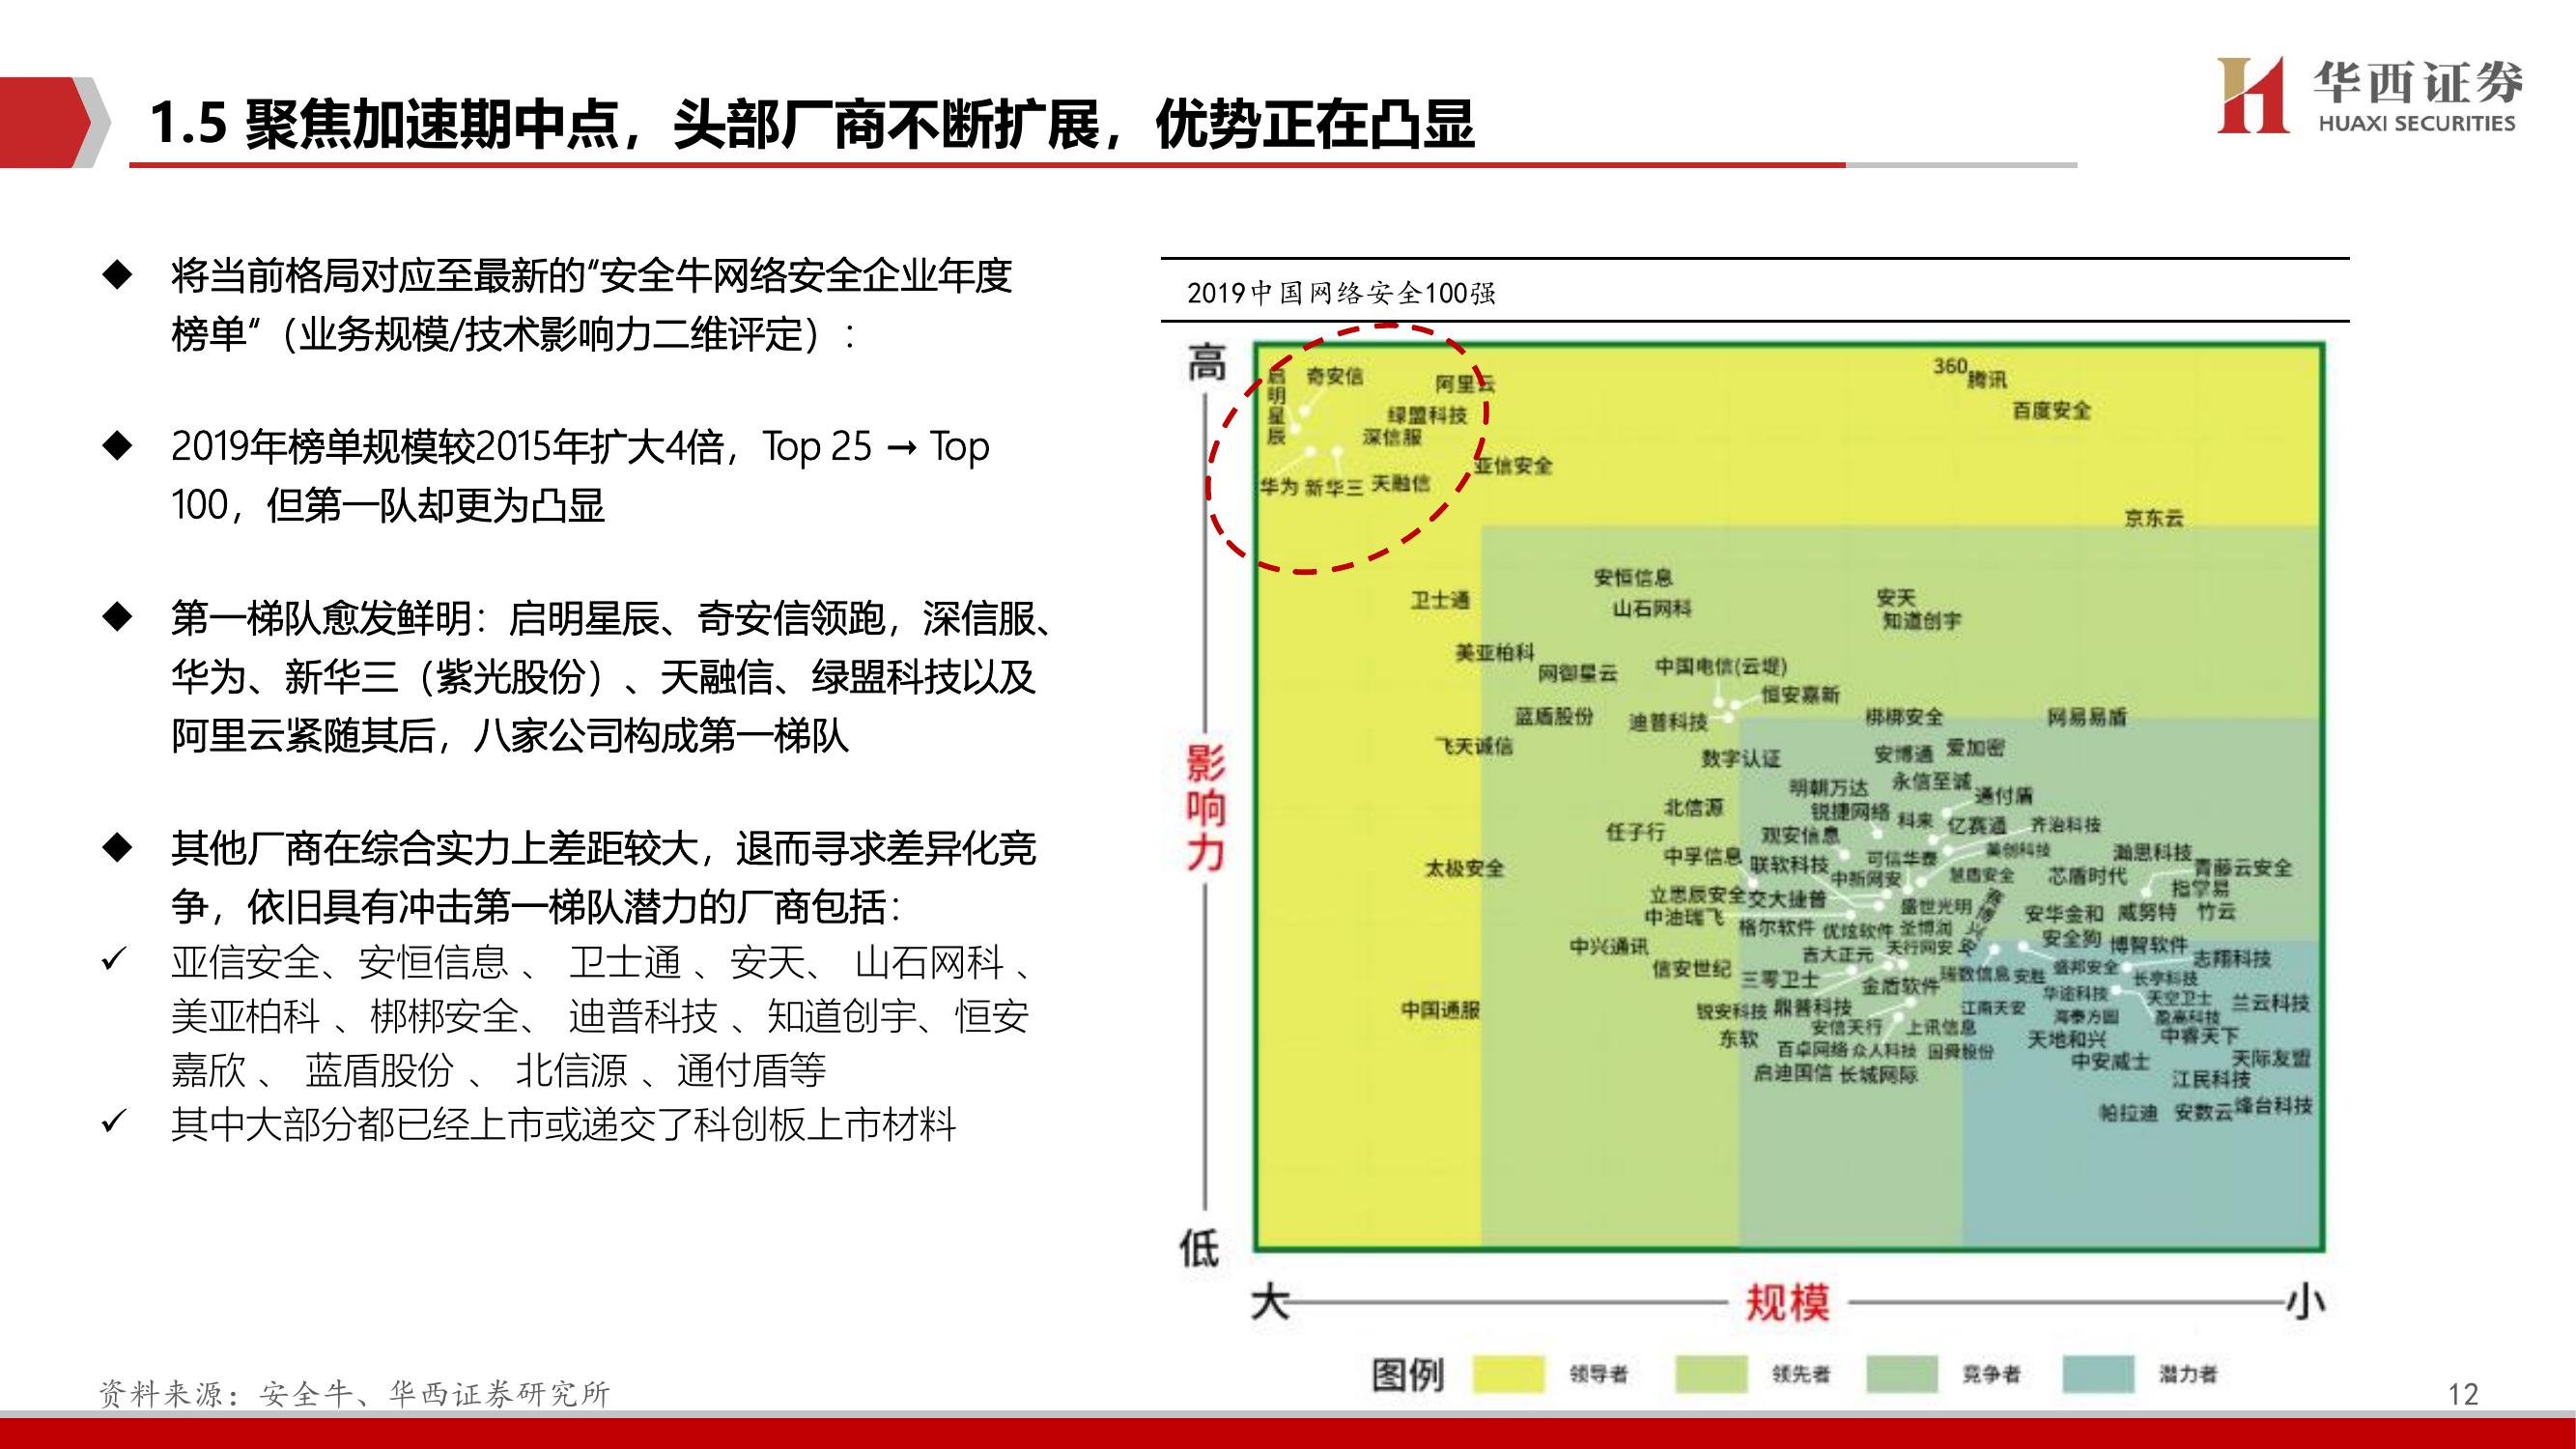 1.5 聚焦加速期中点，头部厂商不断扩展，优势正在凸显
华西证券
HUAXI SECURITIES
◆ 将当前格局对应至最新的“安全牛网络安全企业年度
榜单”（业务规模/技术影响力二维评定）：
◆ 2019年榜单规模较2015年扩大4倍，Top 25 → Top
100，但第一队却更为凸显
◆ 第一梯队愈发鲜明：启明星辰、奇安信领跑，深信服、
华为、新华三（紫光股份）、天融信、绿盟科技以及
阿里云紧随其后，八家公司构成第一梯队
◆ 其他厂商在综合实力上差距较大，退而寻求差异化竞
争，依旧具有冲击第一梯队潜力的厂商包括：
✓ 亚信安全、安恒信息 、 卫士通 、安天、 山石网科 、
美亚柏科 、梆梆安全、 迪普科技 、知道创宇、恒安
嘉欣 、 蓝盾股份 、 北信源 、通付盾等
✓ 其中大部分都已经上市或递交了科创板上市材料
2019中国网络安全100强
高
影响力
低
启明星辰
奇安信
阿里云
绿盟科技
深信服
华为 新华三 天融信
亚信安全
360
腾讯
百度安全
京东云
安恒信息
山石网科
卫士通
安天
知道创宇
美亚柏科
网御星云
中国电信(云堤)
恒安嘉新
蓝盾股份
迪普科技
梆梆安全
网易易盾
飞天诚信
数字认证
安博通
爱加密
明朝万达
永信至诚
通付盾
北信源
锐捷网络
科来
亿赛通
齐治科技
任子行
观安信息
中孚信息
联软科技
可信华泰
美创科技
瀚思科技
太极安全
中新网安
慧盾安全
芯盾时代
青藤云安全
指掌易
立思辰安全
交大捷普
盛世光明
安华金和
威努特
竹云
中油瑞飞
格尔软件
优炫软件
圣博润
中兴通讯
吉大正元
天行网安
安全狗
博智软件
信安世纪
三零卫士
金盾软件
瑞数信息
安胜
盛邦安全
志翔科技
长亭科技
中国通服
锐安科技
鼎普科技
江南天安
华途科技
天空卫士
兰云科技
东软
安信天行
上讯信息
海泰方圆
盈高科技
天地和兴
中睿天下
百卓网络
众人科技
国舜股份
中安威士
天际友盟
启迪国信
长城网际
江民科技
帕拉迪
安数云
烽台科技
大
规模
小
图例
领导者
领先者
竞争者
潜力者
资料来源：安全牛、华西证券研究所
12